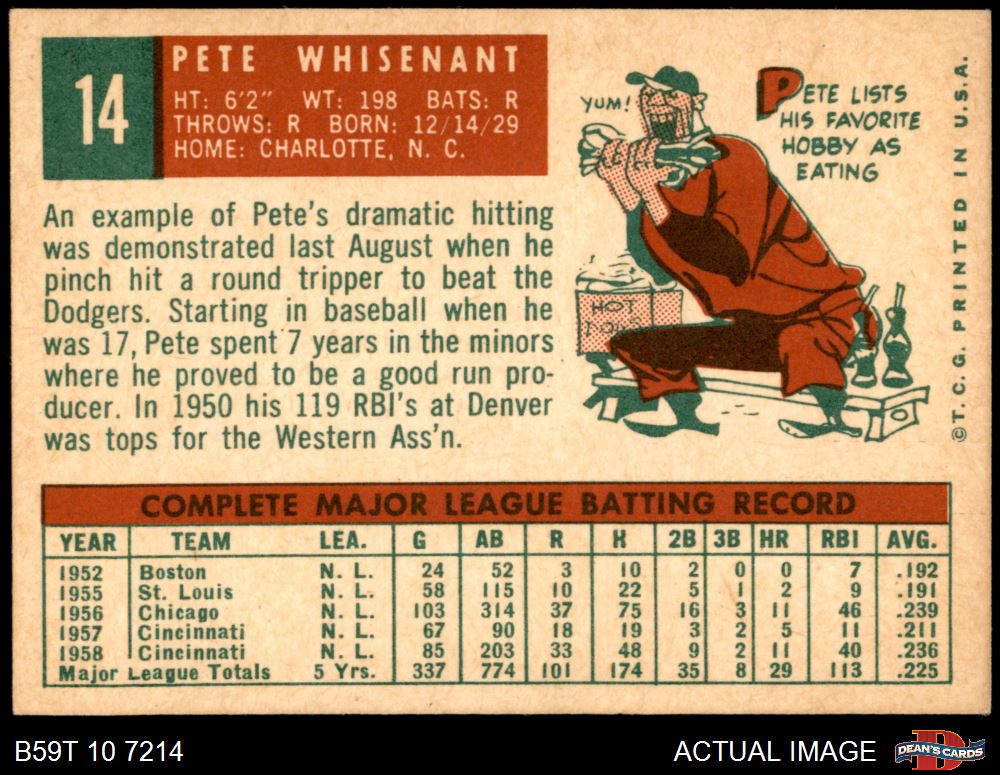 14
PETE WHISENANT
HT: 6'2" WT: 198 BATS: R
THROWS: R BORN: 12/14/29
HOME: CHARLOTTE, N. C.
An example of Pete's dramatic hitting
was demonstrated last August when he
pinch hit a round tripper to beat the
Dodgers. Starting in baseball when he
was 17, Pete spent 7 years in the minors
where he proved to be a good run pro-
ducer. In 1950 his 119 RBI's at Denver
was tops for the Western Ass'n.
YUM!
PETE LISTS
HIS FAVORITE
HOBBY AS
EATING
HOT
DOGS
©T. C. G. PRINTED IN U.S.A.
COMPLETE MAJOR LEAGUE BATTING RECORD
YEAR TEAM LEA. G AB R H 2B 3B HR RBI AVG.
1952 Boston N. L. 24 52 3 10 2 0 0 7 .192
1955 St. Louis N. L. 58 115 10 22 5 1 2 9 .191
1956 Chicago N. L. 103 314 37 75 16 3 11 46 .239
1957 Cincinnati N. L. 67 90 18 19 3 2 5 11 .211
1958 Cincinnati N. L. 85 203 33 48 9 2 11 40 .236
Major League Totals 5 Yrs. 337 774 101 174 35 8 29 113 .225
B59T 10 7214
ACTUAL IMAGE
DEAN'S CARDS